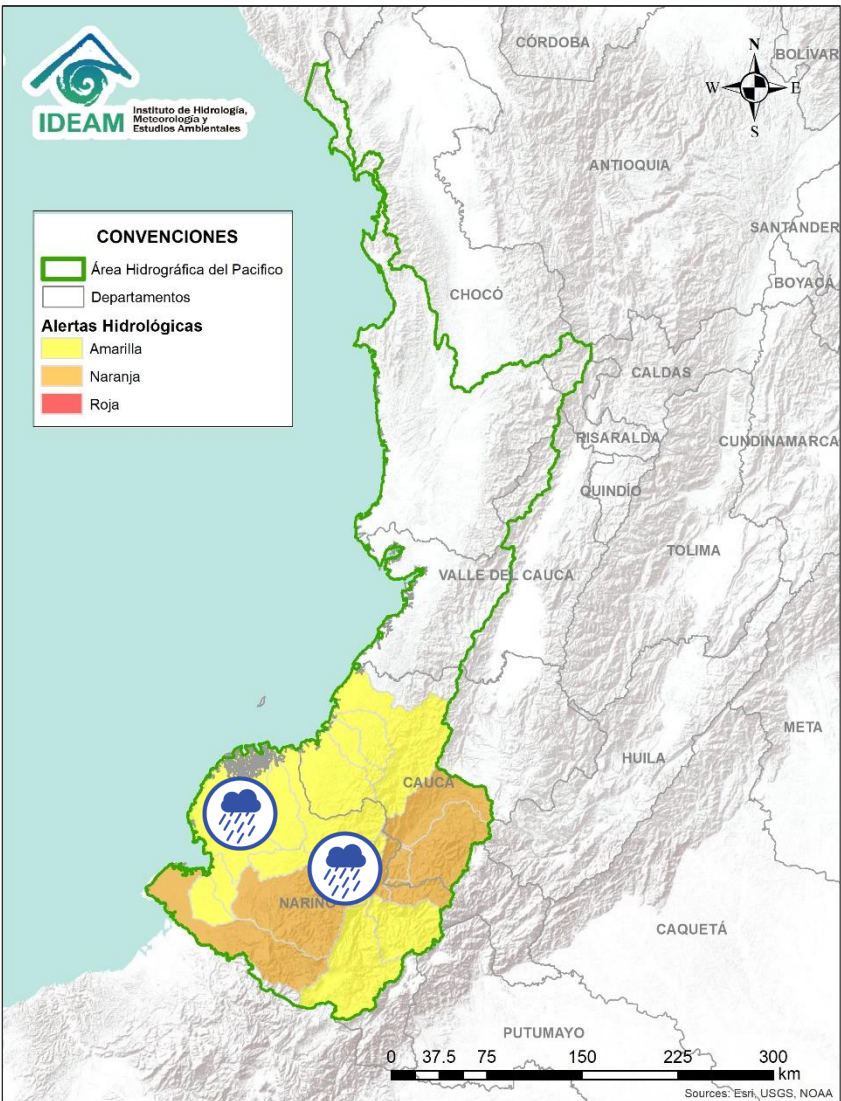 IDEAM
Instituto de Hidrología,
Meteorología y
Estudios Ambientales
N
W
E
S
CONVENCIONES
Área Hidrográfica del Pacifico
Departamentos
Alertas Hidrológicas
Amarilla
Naranja
Roja
CÓRDOBA
BOLÍVAR
ANTIOQUIA
SANTANDER
BOYACÁ
CHOCÓ
CALDAS
RISARALDA
CUNDINAMARCA
QUINDÍO
TOLIMA
VALLE DEL CAUCA
META
HUILA
CAUCA
NARIÑO
CAQUETÁ
PUTUMAYO
0 37.5 75 150 225 300
km
Sources: Esri, USGS, NOAA